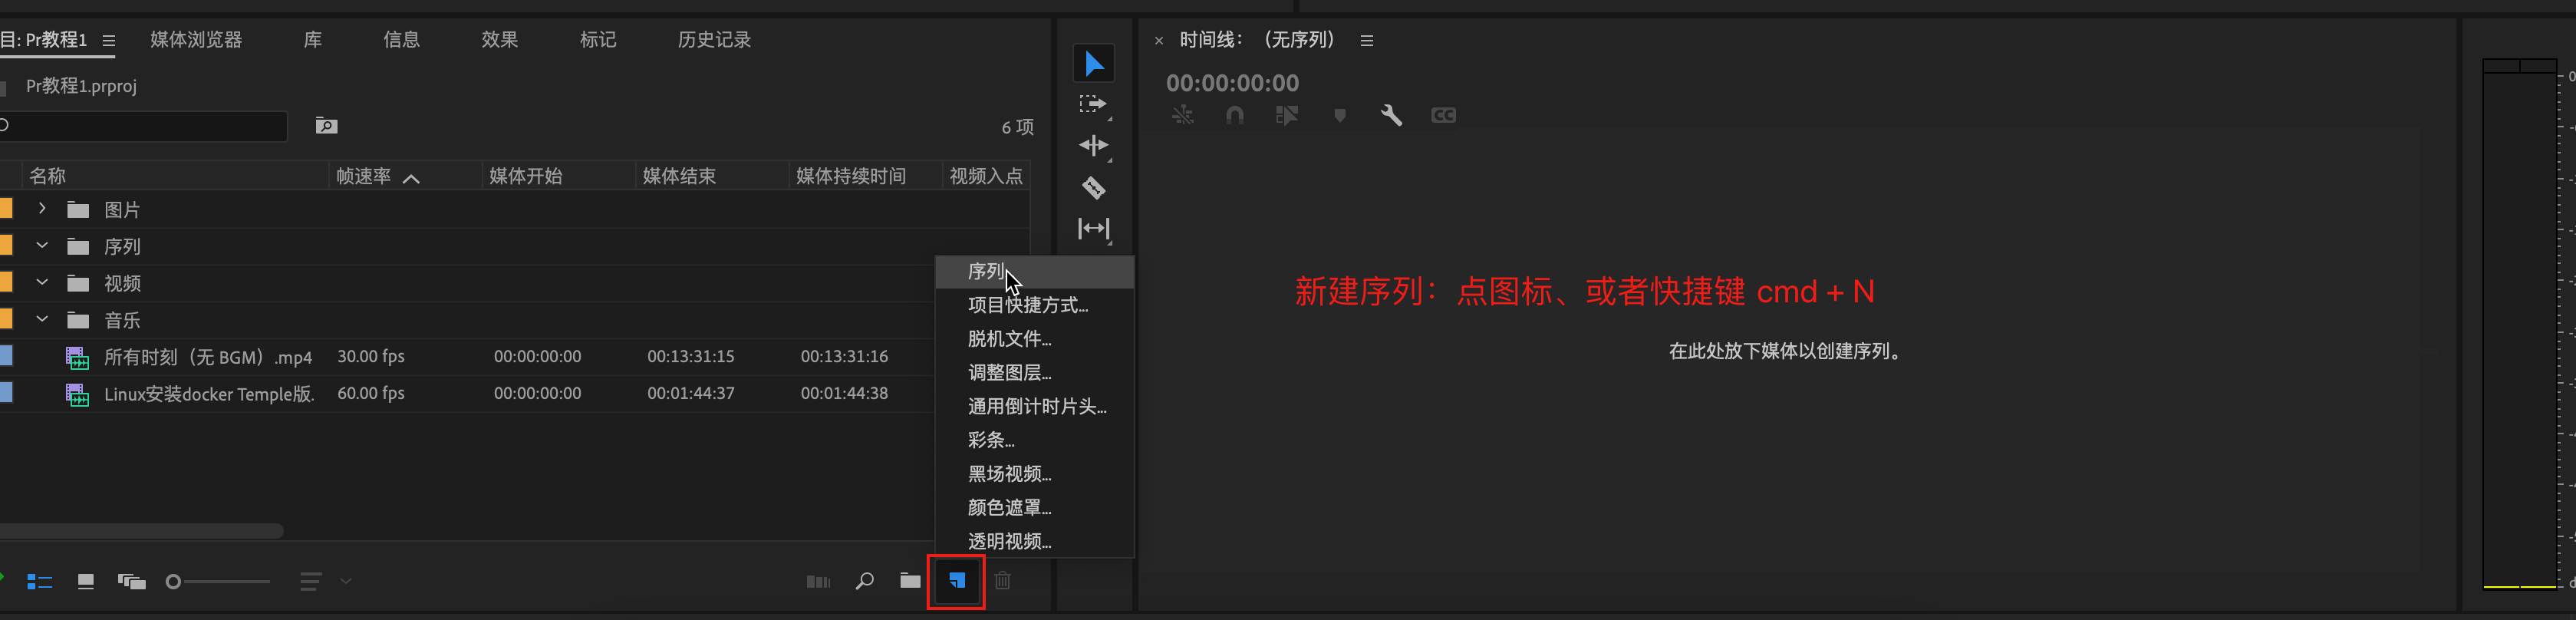 目: Pr教程1
媒体浏览器
库
信息
效果
标记
历史记录
Pr教程1.prproj
6 项
名称
帧速率
媒体开始
媒体结束
媒体持续时间
视频入点
图片
序列
视频
音乐
所有时刻（无 BGM）.mp4 30.00 fps 00:00:00:00 00:13:31:15 00:13:31:16
Linux安装docker Temple版. 60.00 fps 00:00:00:00 00:01:44:37 00:01:44:38
序列
项目快捷方式...
脱机文件...
调整图层...
通用倒计时片头...
彩条...
黑场视频...
颜色遮罩...
透明视频...
× 时间线：（无序列）
00:00:00:00
CC
新建序列：点图标、或者快捷键 cmd + N
在此处放下媒体以创建序列。